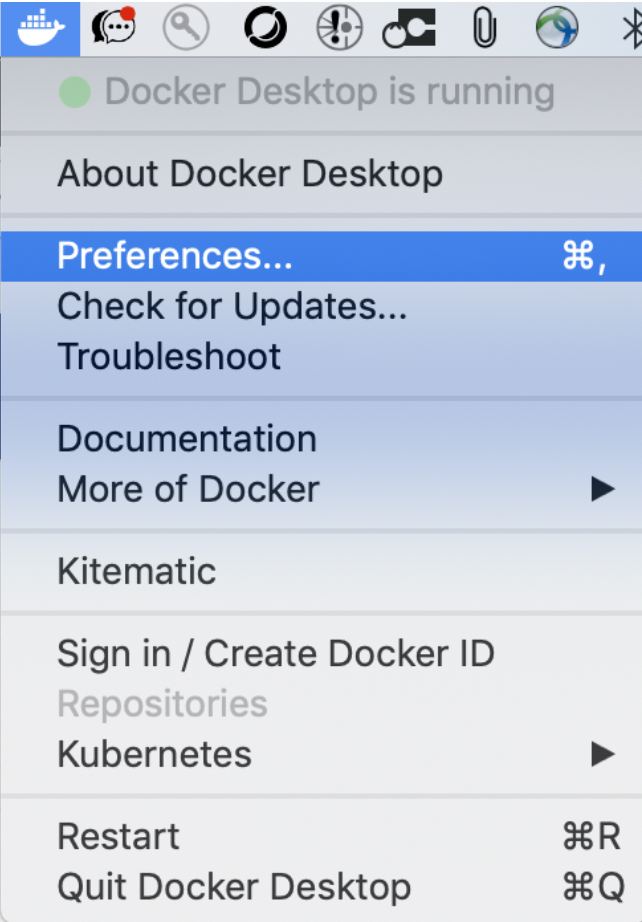 Docker Desktop is running
About Docker Desktop
Preferences... ⌘,
Check for Updates...
Troubleshoot
Documentation
More of Docker
Kitematic
Sign in / Create Docker ID
Repositories
Kubernetes
Restart ⌘R
Quit Docker Desktop ⌘Q